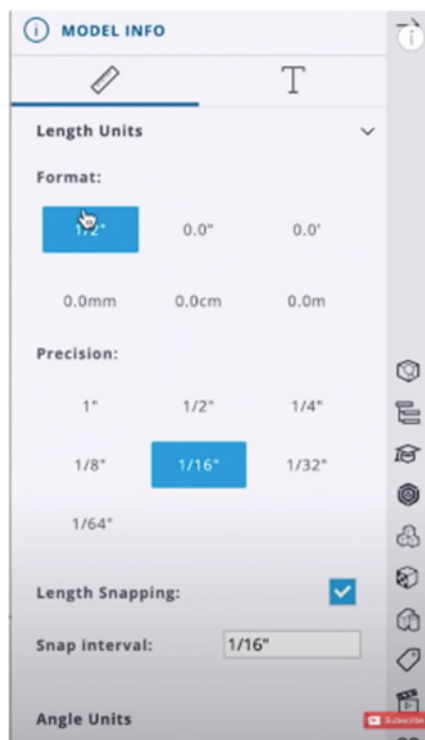 MODEL INFO
T
Length Units
Format:
1/2" 0.0" 0.0'
0.0mm 0.0cm 0.0m
Precision:
1" 1/2" 1/4"
1/8" 1/16" 1/32"
1/64"
Length Snapping:
Snap interval: 1/16"
Angle Units
Subscribe